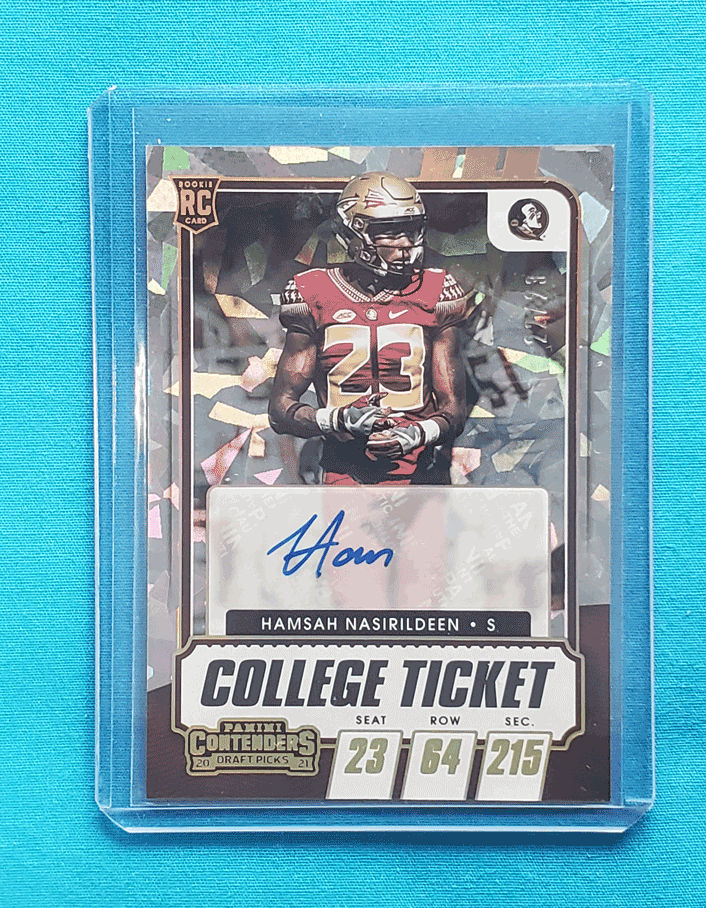 ROOKIE
RC
CARD
ACC
23
HAMSAH NASIRILDEEN • S
COLLEGE TICKET
SEAT ROW SEC.
23 64 215
PANINI
CONTENDERS
20 DRAFT PICKS 21